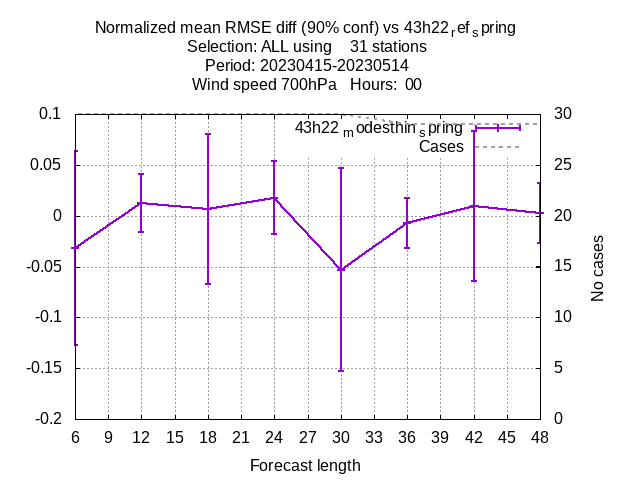 Normalized mean RMSE diff (90% conf) vs 43h22ref spring
Selection: ALL using    31 stations
Period: 20230415-20230514
Wind speed 700hPa   Hours:  00
43h22modesthinspring
Cases
0.1
0.05
0
-0.05
-0.1
-0.15
-0.2
30
25
20
15
10
5
0
No cases
6 9 12 15 18 21 24 27 30 33 36 39 42 45 48
Forecast length